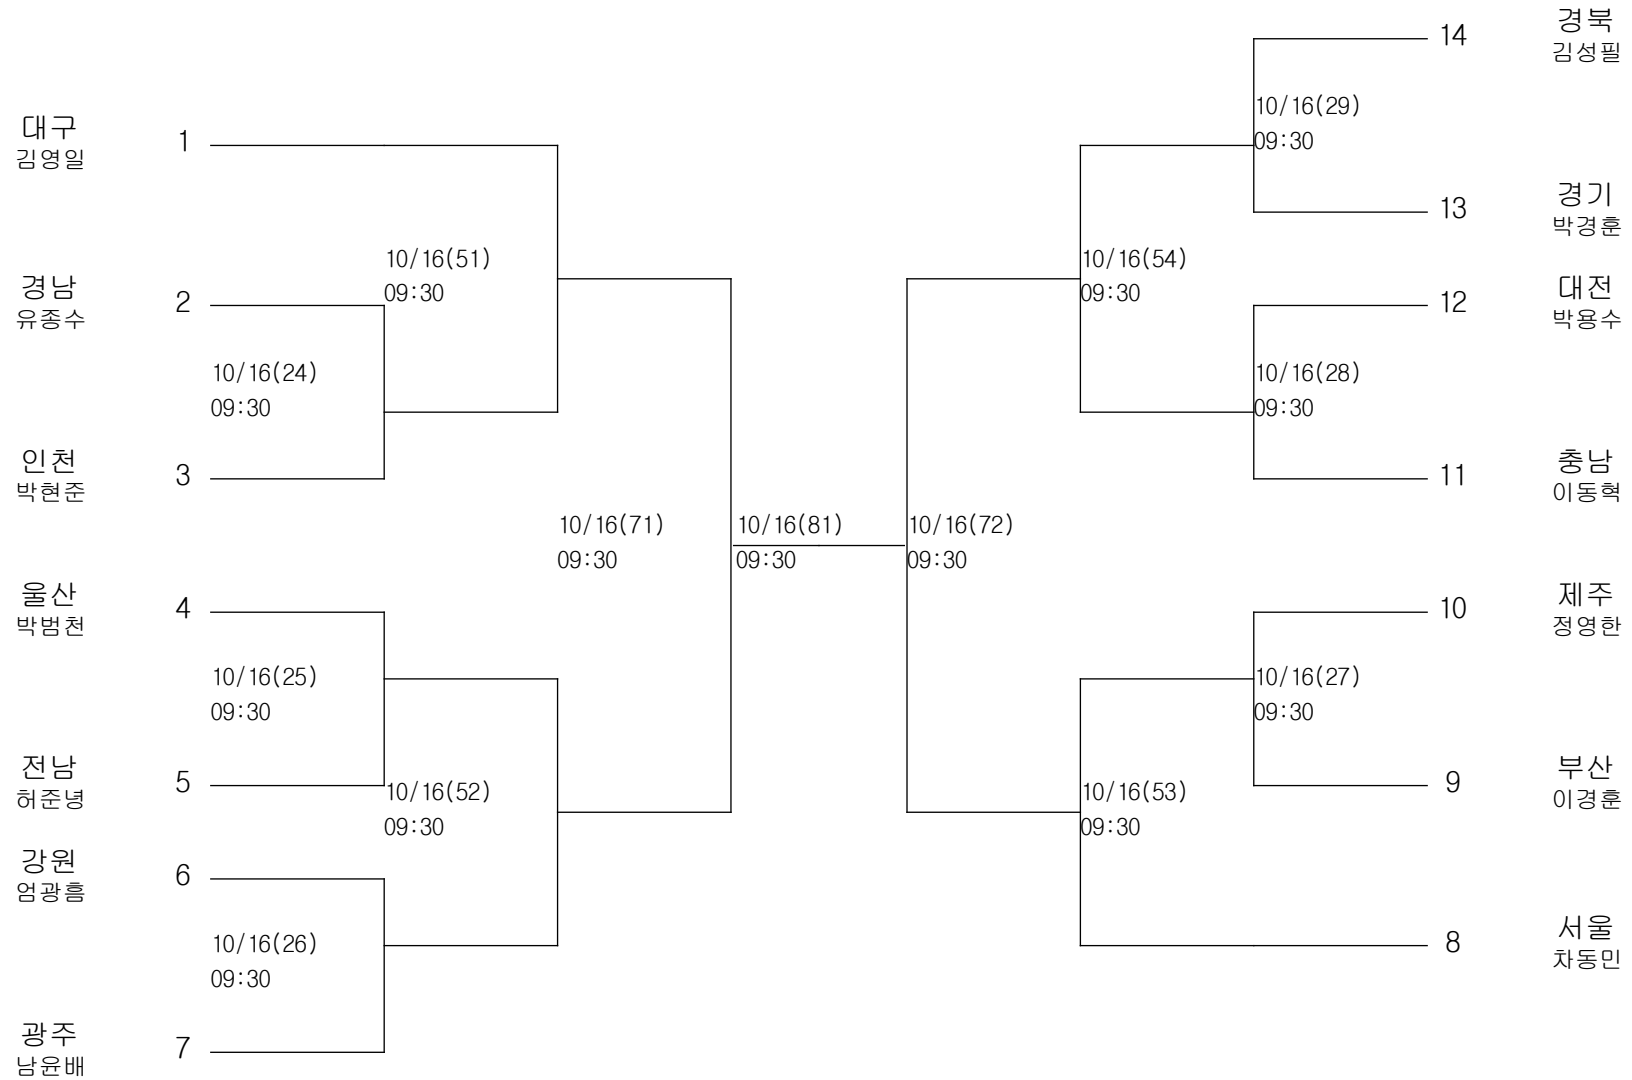 대구
김영일
1
경남
유종수
2
10/16(51)
09:30
10/16(24)
09:30
인천
박현준
3
울산
박범천
4
10/16(25)
09:30
전남
허준녕
5
10/16(52)
09:30
강원
엄광흠
6
10/16(26)
09:30
광주
남윤배
7
10/16(71)
09:30
10/16(81)
09:30
10/16(72)
09:30
14
경북
김성필
10/16(29)
09:30
13
경기
박경훈
10/16(54)
09:30
12
대전
박용수
10/16(28)
09:30
11
충남
이동혁
10
제주
정영한
10/16(27)
09:30
9
부산
이경훈
10/16(53)
09:30
8
서울
차동민